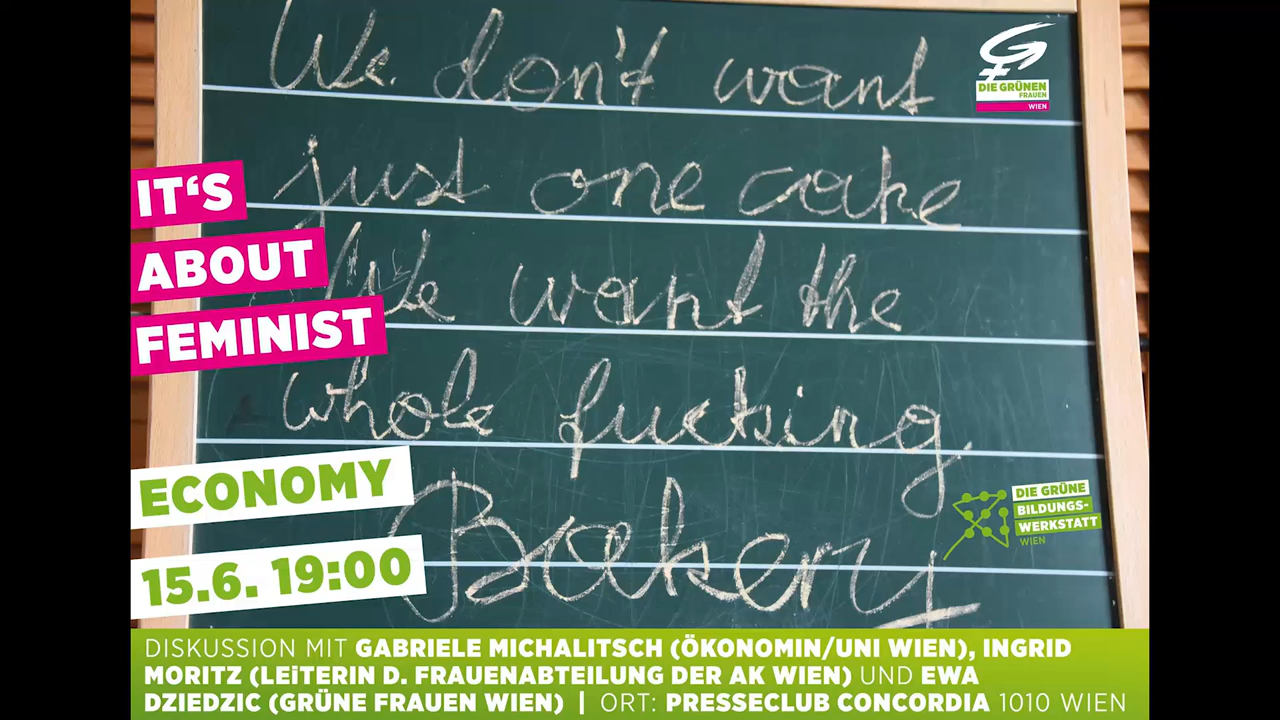 We don't want
just one cake
We want the
whole fucking
Bakery
DIE GRÜNEN
FRAUEN
WIEN
IT‘S
ABOUT
FEMINIST
ECONOMY
15.6. 19:00
DIE GRÜNE
BILDUNGS-
WERKSTATT
WIEN
DISKUSSION MIT GABRIELE MICHALITSCH (ÖKONOMIN/UNI WIEN), INGRID
MORITZ (LEiTERIN D. FRAUENABTEILUNG DER AK WIEN) UND EWA
DZIEDZIC (GRÜNE FRAUEN WIEN) | ORT: PRESSECLUB CONCORDIA 1010 WIEN